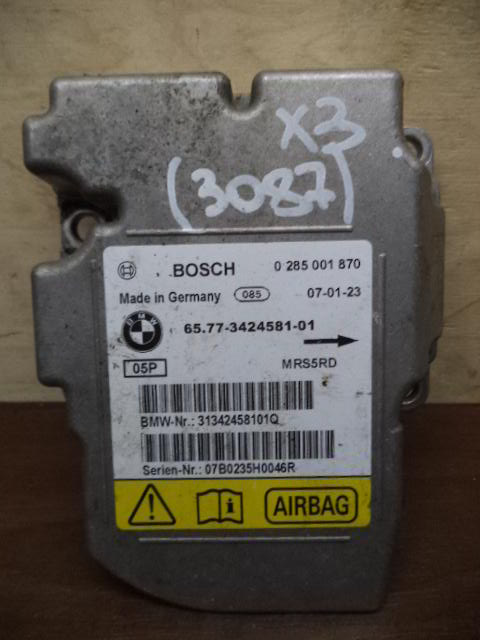 X3
(3087)
BOSCH 0 285 001 870
Made in Germany 085 07-01-23
BMW
65.77-3424581-01
05P MRS5RD
BMW-Nr.: 31342458101Q
Serien-Nr.: 07B0235H0046R
AIRBAG